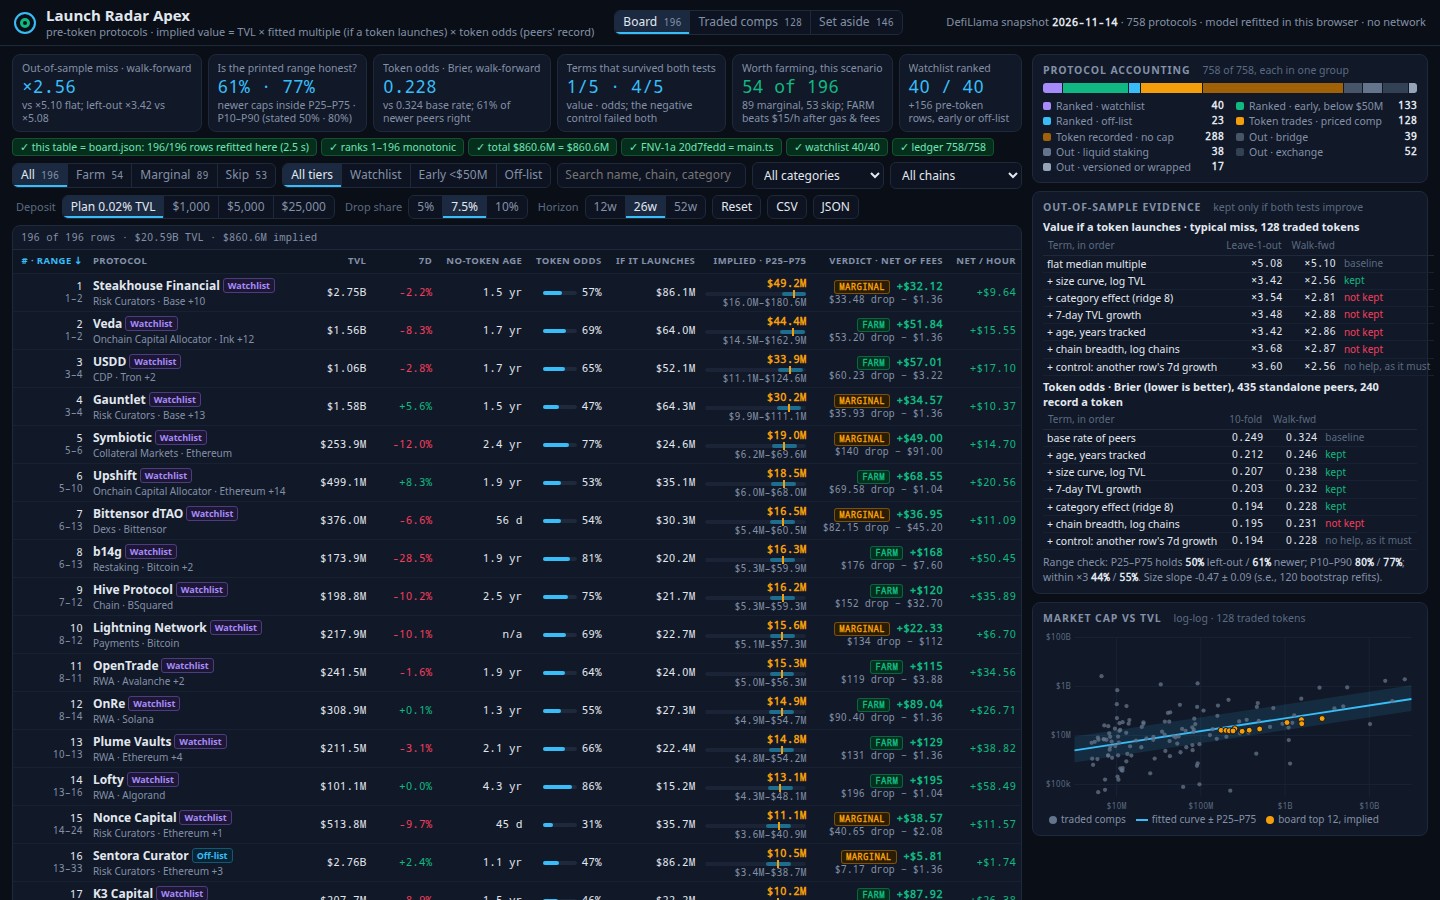 Launch Radar Apex
pre-token protocols · implied value = TVL × fitted multiple (if a token launches) × token odds (peers' record)
Board 196 Traded comps 128 Set aside 146
DefiLlama snapshot 2026-11-14 · 758 protocols · model refitted in this browser · no network
Out-of-sample miss · walk-forward
×2.56
vs ×5.10 flat; left-out ×3.42 vs
×5.08
Is the printed range honest?
61% · 77%
newer caps inside P25–P75 ·
P10–P90 (stated 50% · 80%)
Token odds · Brier, walk-forward
0.228
vs 0.324 base rate; 61% of
newer peers right
Terms that survived both tests
1/5 · 4/5
value · odds; the negative
control failed both
Worth farming, this scenario
54 of 196
89 marginal, 53 skip; FARM
beats $15/h after gas & fees
Watchlist ranked
40 / 40
+156 pre-token
rows, early or off-list
✓ this table = board.json: 196/196 rows refitted here (2.5 s)
✓ ranks 1–196 monotonic
✓ total $860.6M = $860.6M
✓ FNV-1a 20d7fedd = main.ts
✓ watchlist 40/40
✓ ledger 758/758
All 196 Farm 54 Marginal 89 Skip 53
All tiers Watchlist Early <$50M Off-list
Search name, chain, category
All categories
All chains
Deposit Plan 0.02% TVL $1,000 $5,000 $25,000
Drop share 5% 7.5% 10%
Horizon 12w 26w 52w
Reset CSV JSON
196 of 196 rows · $20.59B TVL · $860.6M implied
# · RANGE ↓ PROTOCOL TVL 7D NO-TOKEN AGE TOKEN ODDS IF IT LAUNCHES IMPLIED · P25–P75 VERDICT · NET OF FEES NET / HOUR
1 Steakhouse Financial Watchlist $2.75B -2.2% 1.5 yr 57% $86.1M $49.2M MARGINAL +$32.12 +$9.64
1–2 Risk Curators · Base +10 $16.0M–$180.6M $33.48 drop − $1.36
2 Veda Watchlist $1.56B -8.3% 1.7 yr 69% $64.0M $44.4M FARM +$51.84 +$15.55
1–2 Onchain Capital Allocator · Ink +12 $14.5M–$162.9M $53.20 drop − $1.36
3 USDD Watchlist $1.06B -2.8% 1.7 yr 65% $52.1M $33.9M FARM +$57.01 +$17.10
3–4 CDP · Tron +2 $11.1M–$124.6M $60.23 drop − $3.22
4 Gauntlet Watchlist $1.58B +5.6% 1.5 yr 47% $64.3M $30.2M MARGINAL +$34.57 +$10.37
3–4 Risk Curators · Base +13 $9.9M–$111.1M $35.93 drop − $1.36
5 Symbiotic Watchlist $253.9M -12.0% 2.4 yr 77% $24.6M $19.0M MARGINAL +$49.00 +$14.70
5–6 Collateral Markets · Ethereum $6.2M–$69.6M $140 drop − $91.00
6 Upshift Watchlist $499.1M +8.3% 1.9 yr 53% $35.1M $18.5M FARM +$68.55 +$20.56
5–10 Onchain Capital Allocator · Ethereum +14 $6.0M–$68.0M $69.58 drop − $1.04
7 Bittensor dTAO Watchlist $376.0M -6.6% 56 d 54% $30.3M $16.5M MARGINAL +$36.95 +$11.09
6–13 Dexs · Bittensor $5.4M–$60.5M $82.15 drop − $45.20
8 b14g Watchlist $173.9M -28.5% 1.9 yr 81% $20.2M $16.3M FARM +$168 +$50.45
6–13 Restaking · Bitcoin +2 $5.3M–$59.9M $176 drop − $7.60
9 Hive Protocol Watchlist $198.8M -10.2% 2.5 yr 75% $21.7M $16.2M FARM +$120 +$35.89
7–12 Chain · BSquared $5.3M–$59.3M $152 drop − $32.70
10 Lightning Network Watchlist $217.9M -10.1% n/a 69% $22.7M $15.6M MARGINAL +$22.33 +$6.70
8–12 Payments · Bitcoin $5.1M–$57.3M $134 drop − $112
11 OpenTrade Watchlist $241.5M -1.6% 1.9 yr 64% $24.0M $15.3M FARM +$115 +$34.56
8–11 RWA · Avalanche +2 $5.0M–$56.3M $119 drop − $3.88
12 OnRe Watchlist $308.9M +0.1% 1.3 yr 55% $27.3M $14.9M FARM +$89.04 +$26.71
8–14 RWA · Solana $4.9M–$54.7M $90.40 drop − $1.36
13 Plume Vaults Watchlist $211.5M -3.1% 2.1 yr 66% $22.4M $14.8M FARM +$129 +$38.82
10–13 RWA · Ethereum +4 $4.8M–$54.2M $131 drop − $1.36
14 Lofty Watchlist $101.1M +0.0% 4.3 yr 86% $15.2M $13.1M FARM +$195 +$58.49
13–16 RWA · Algorand $4.3M–$48.1M $196 drop − $1.04
15 Nonce Capital Watchlist $513.8M -9.7% 45 d 31% $35.7M $11.1M MARGINAL +$38.57 +$11.57
14–24 Risk Curators · Ethereum +1 $3.6M–$40.9M $40.65 drop − $2.08
16 Sentora Curator Off-list $2.76B +2.4% 1.1 yr 47% $86.2M $10.5M MARGINAL +$5.81 +$1.74
13–33 Risk Curators · Ethereum +3 $3.4M–$38.7M $7.17 drop − $1.36
17 K3 Capital Watchlist $10.2M FARM +$87.92
PROTOCOL ACCOUNTING 758 of 758, each in one group
Ranked · watchlist 40 Ranked · early, below $50M 133
Ranked · off-list 23 Token trades · priced comp 128
Token recorded · no cap 288 Out · bridge 39
Out · liquid staking 38 Out · exchange 52
Out · versioned or wrapped 17
OUT-OF-SAMPLE EVIDENCE kept only if both tests improve
Value if a token launches · typical miss, 128 traded tokens
Term, in order Leave-1-out Walk-fwd
flat median multiple ×5.08 ×5.10 baseline
+ size curve, log TVL ×3.42 ×2.56 kept
+ category effect (ridge 8) ×3.54 ×2.81 not kept
+ 7-day TVL growth ×3.48 ×2.88 not kept
+ age, years tracked ×3.42 ×2.86 not kept
+ chain breadth, log chains ×3.68 ×2.87 not kept
+ control: another row's 7d growth ×3.60 ×2.56 no help, as it must
Token odds · Brier (lower is better), 435 standalone peers, 240
record a token
Term, in order 10-fold Walk-fwd
base rate of peers 0.249 0.324 baseline
+ age, years tracked 0.212 0.246 kept
+ size curve, log TVL 0.207 0.238 kept
+ 7-day TVL growth 0.203 0.232 kept
+ category effect (ridge 8) 0.194 0.228 kept
+ chain breadth, log chains 0.195 0.231 not kept
+ control: another row's 7d growth 0.194 0.228 no help, as it must
Range check: P25–P75 holds 50% left-out / 61% newer; P10–P90 80% / 77%;
within ×3 44% / 55%. Size slope -0.47 ± 0.09 (s.e., 120 bootstrap refits).
MARKET CAP VS TVL log-log · 128 traded tokens
$100B
$1B
$10M
$100k
$10M $100M $1B $10B
traded comps fitted curve ± P25–P75 board top 12, implied